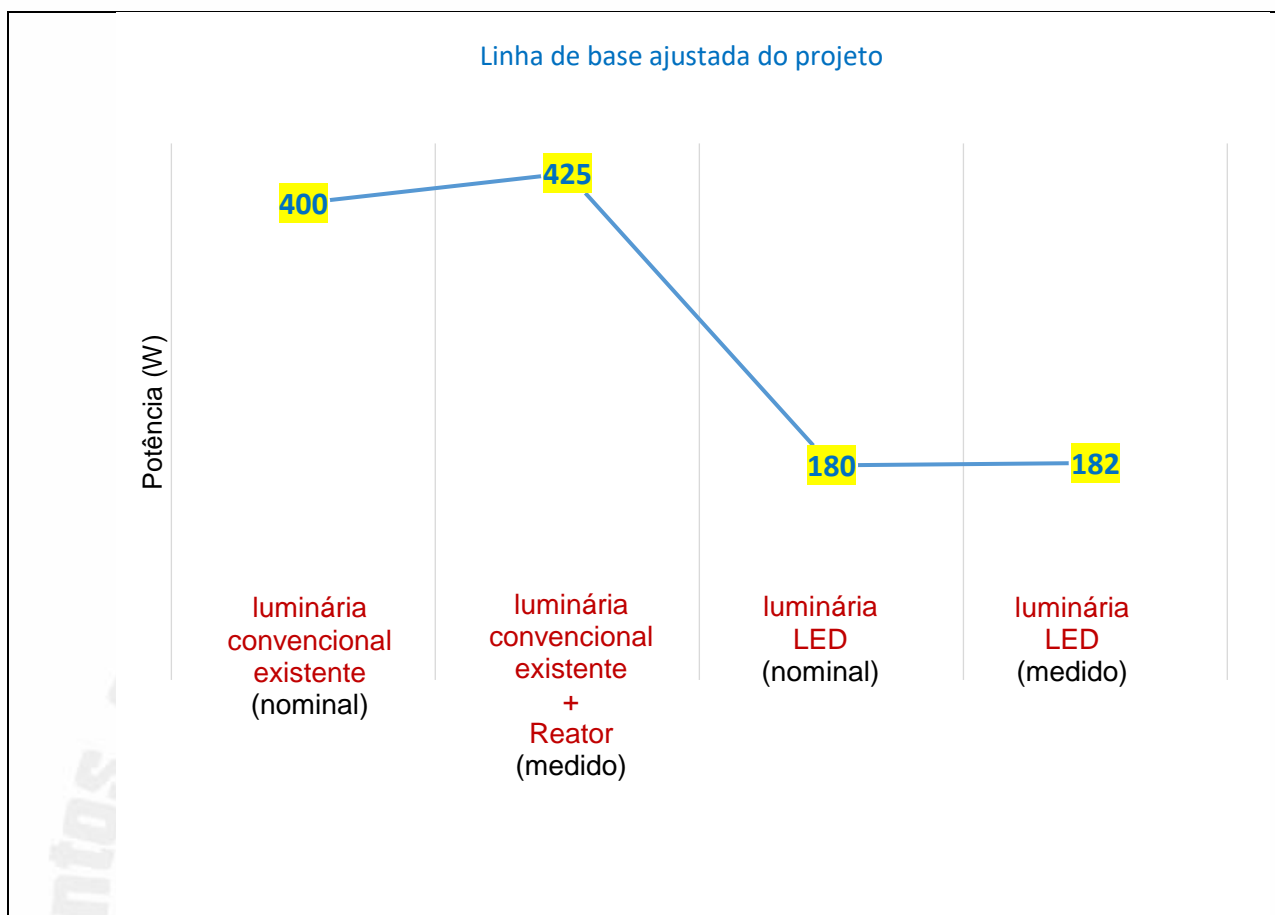 Linha de base ajustada do projeto
400
425
180
182
Potência (W)
luminária
convencional
existente
(nominal)
luminária
convencional
existente
+
Reator
(medido)
luminária
LED
(nominal)
luminária
LED
(medido)